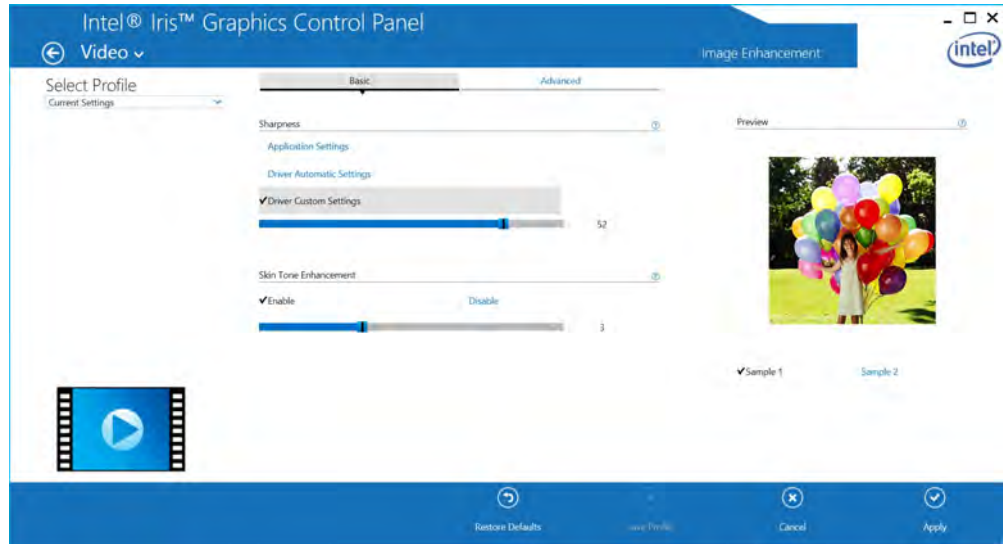 Intel® Iris™ Graphics Control Panel
Video
Image Enhancement
intel
Select Profile
Current Settings
Basic
Advanced
Sharpness
Application Settings
Driver Automatic Settings
✔Driver Custom Settings
52
Skin Tone Enhancement
✔Enable
Disable
3
Preview
✔Sample 1
Sample 2
Restore Defaults
Save Profile
Cancel
Apply